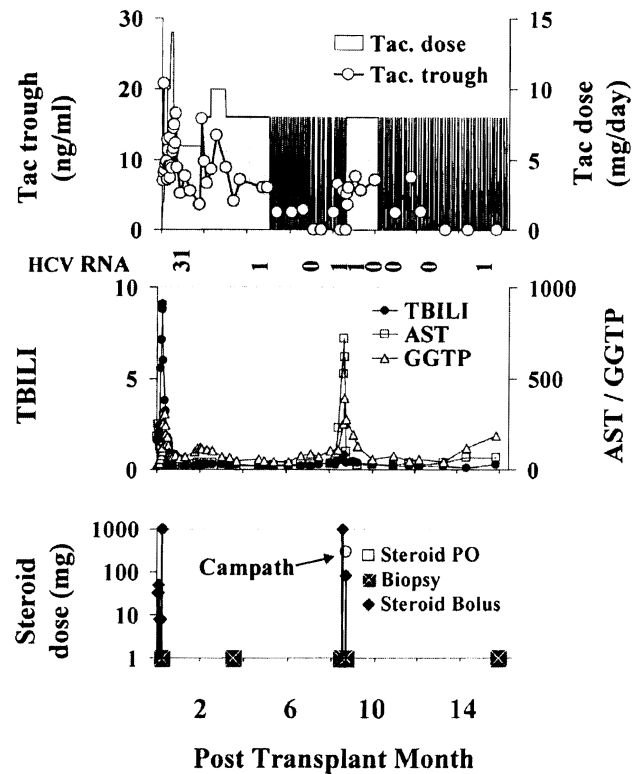 30
20
10
0
Tac trough
(ng/ml)
Tac. dose
Tac. trough
15
10
5
0
Tac dose
(mg/day)
HCV RNA 31 1 0 1 1 0 0 0 1
10
5
0
TBILI
TBILI
AST
GGTP
1000
500
0
AST / GGTP
1000
100
10
1
Steroid
dose (mg)
Campath
Steroid PO
Biopsy
Steroid Bolus
2 6 10 14
Post Transplant Month